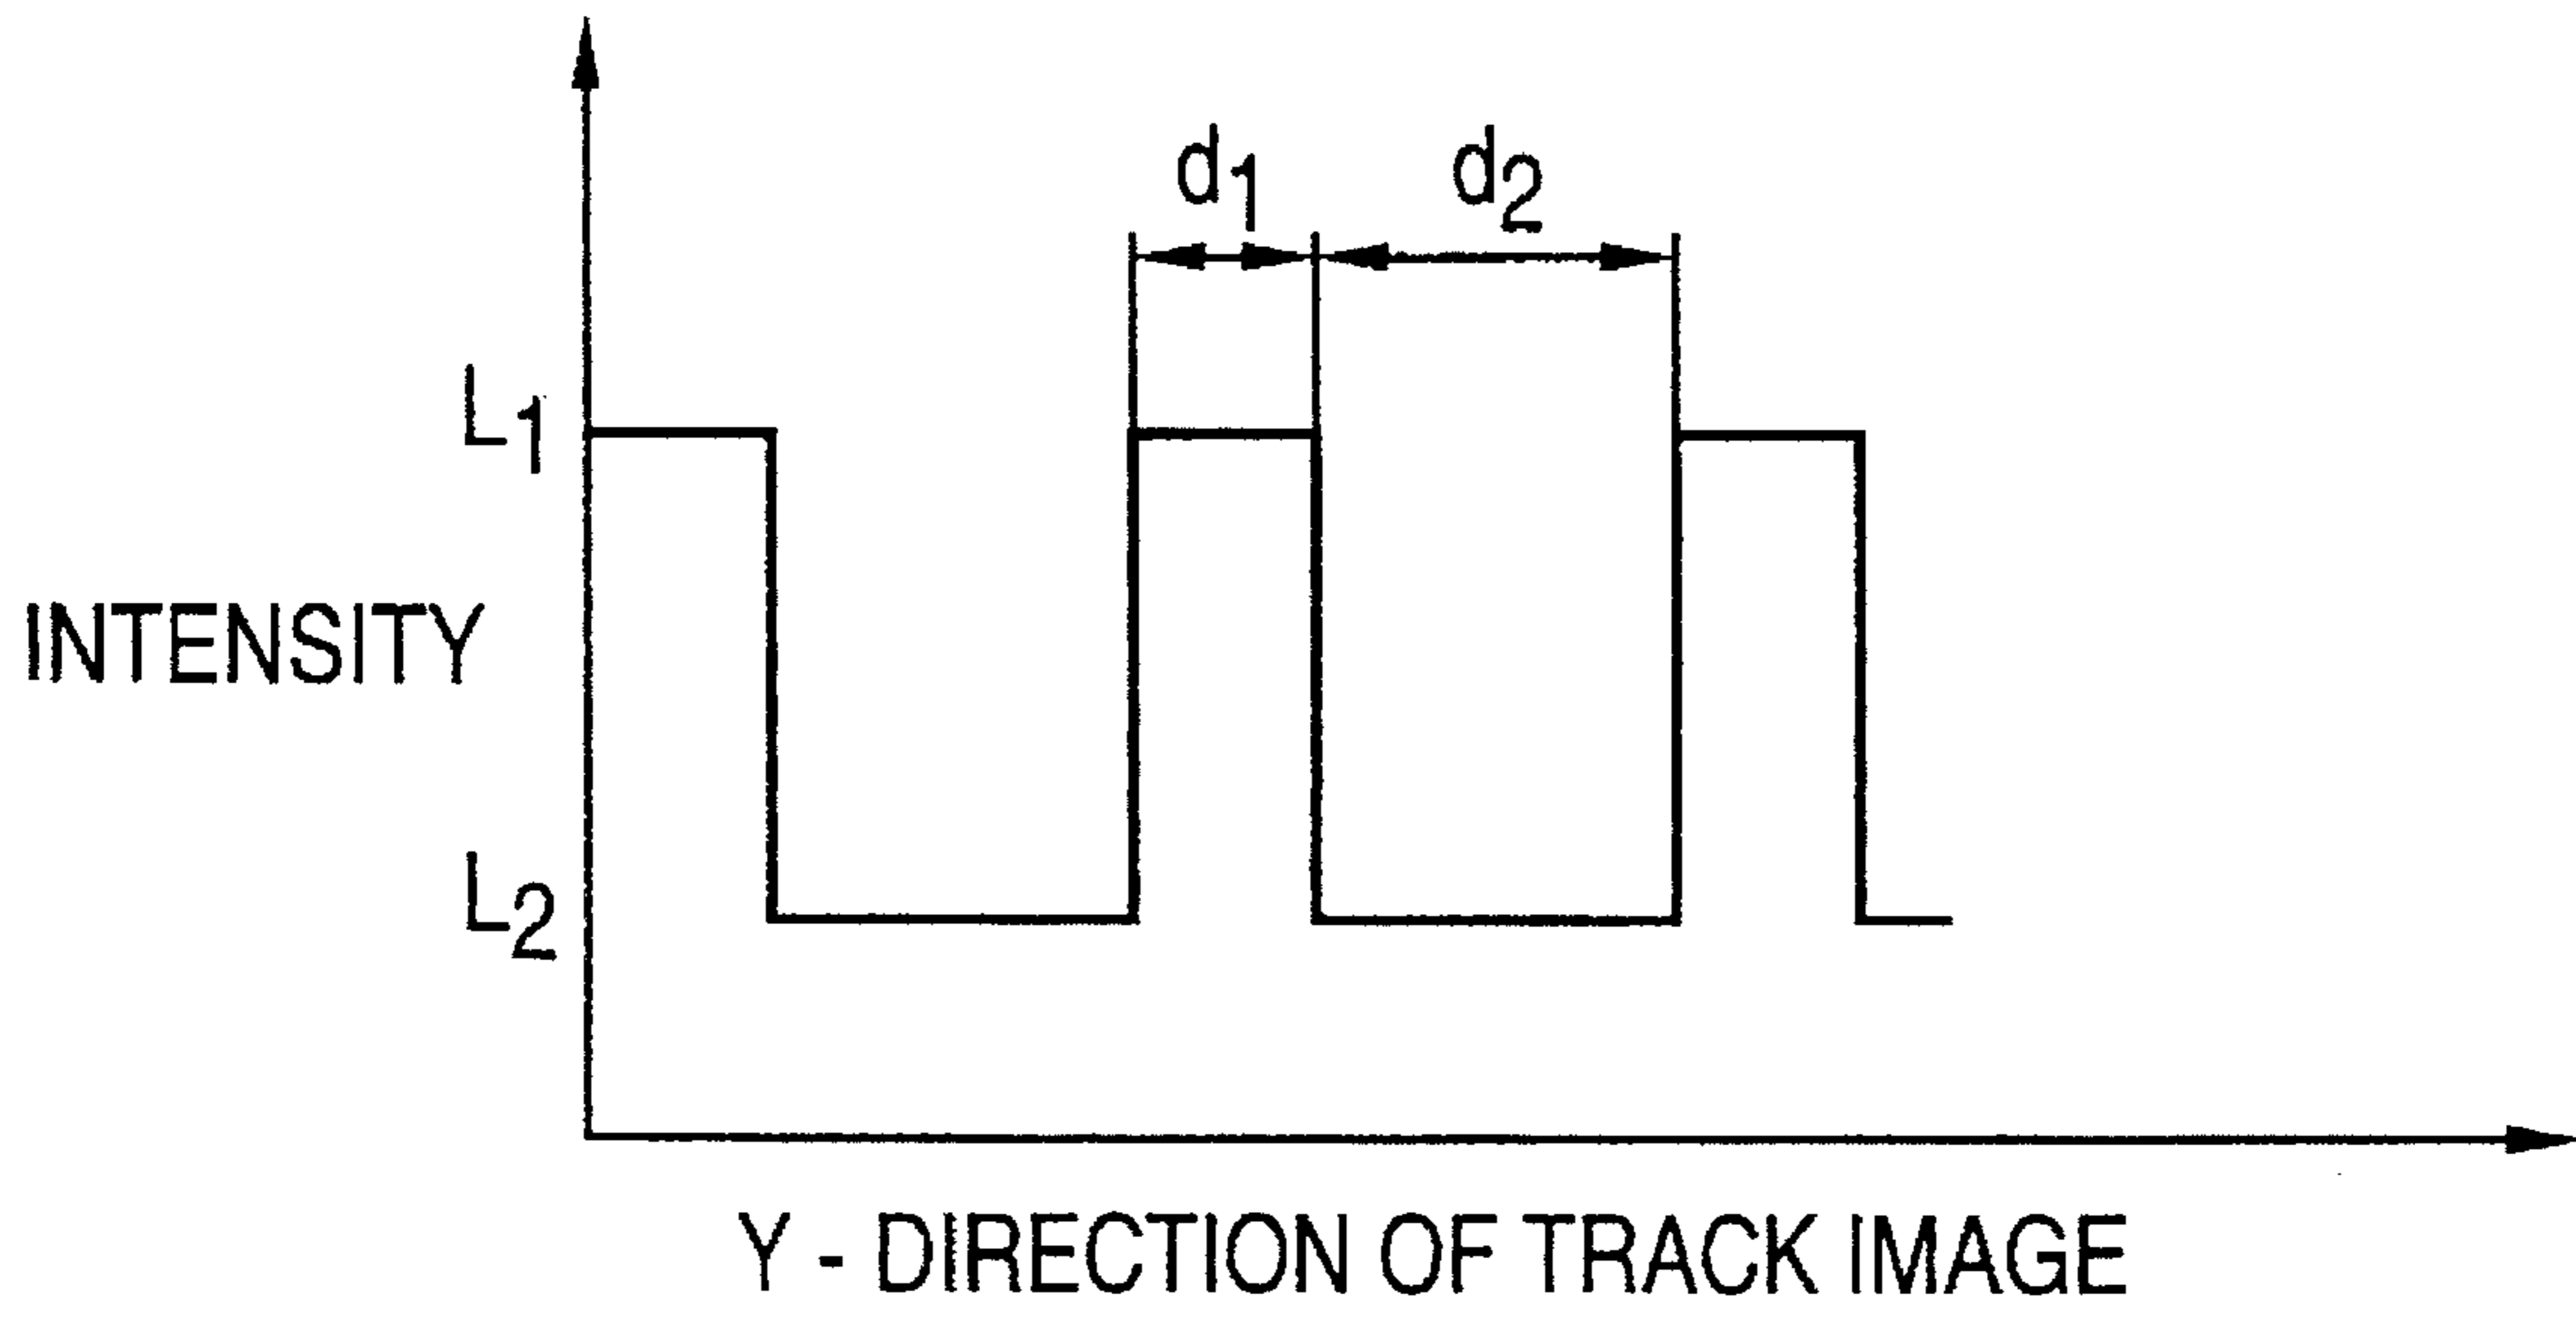 d1 d2
L1
INTENSITY
L2
Y - DIRECTION OF TRACK IMAGE